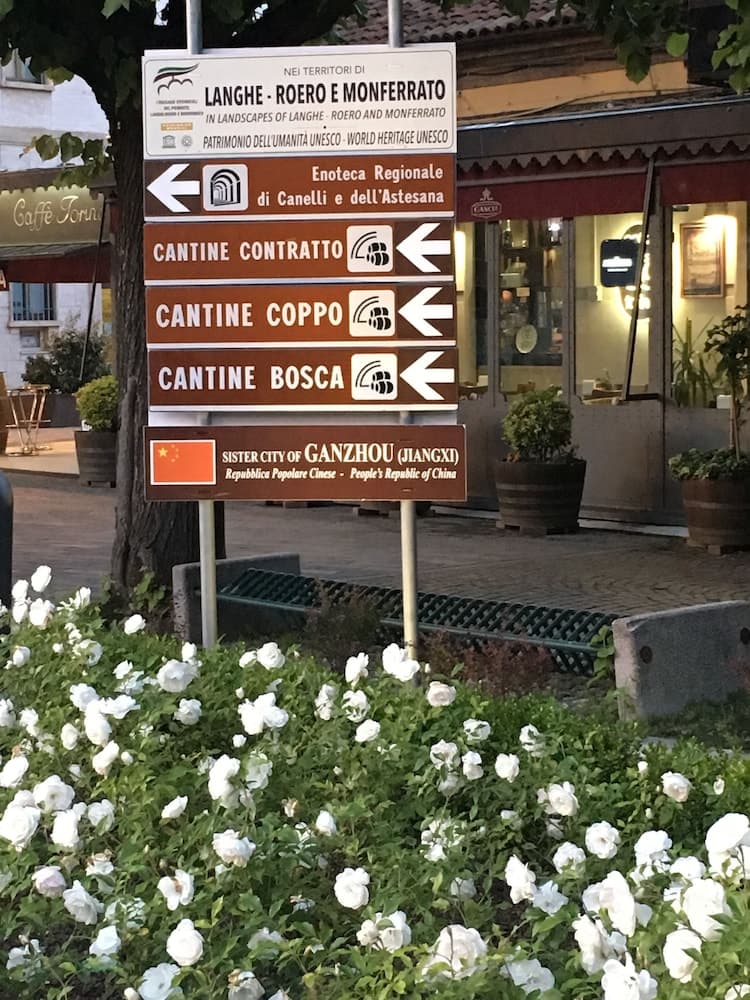 NEI TERRITORI DI
LANGHE - ROERO E MONFERRATO
IN LANDSCAPES OF LANGHE - ROERO AND MONFERRATO
PATRIMONIO DELL'UMANITÀ UNESCO - WORLD HERITAGE UNESCO
Enoteca Regionale
di Canelli e dell'Astesana
CANTINE CONTRATTO
CANTINE COPPO
CANTINE BOSCA
SISTER CITY OF GANZHOU (JIANGXI)
Repubblica Popolare Cinese - People's Republic of China
Caffè Torin
GANCIA